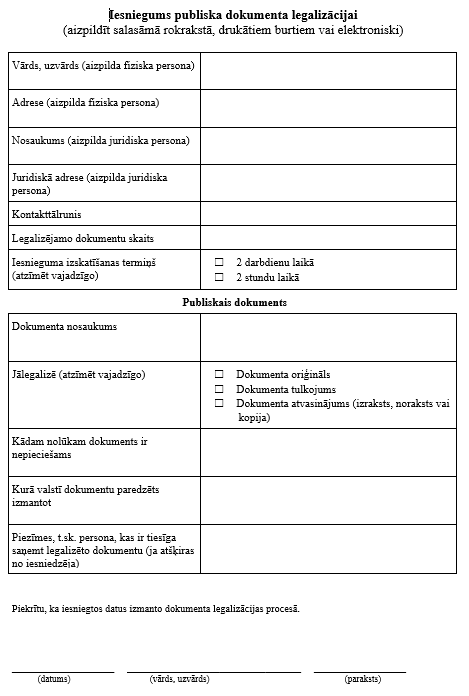 Iesniegums publiska dokumenta legalizācijai
(aizpildīt salasāmā rokrakstā, drukātiem burtiem vai elektroniski)
Vārds, uzvārds (aizpilda fiziska persona)
Adrese (aizpilda fiziska persona)
Nosaukums (aizpilda juridiska persona)
Juridiskā adrese (aizpilda juridiska
persona)
Kontakttālrunis
Legalizējamo dokumentu skaits
Iesnieguma izskatīšanas termiņš
(atzīmēt vajadzīgo)
☐ 2 darbdienu laikā
☐ 2 stundu laikā
Publiskais dokuments
Dokumenta nosaukums
Jālegalizē (atzīmēt vajadzīgo)
☐ Dokumenta oriģināls
☐ Dokumenta tulkojums
☐ Dokumenta atvasinājums (izraksts, noraksts vai
kopija)
Kādam nolūkam dokuments ir
nepieciešams
Kurā valstī dokumentu paredzēts
izmantot
Piezīmes, t.sk. persona, kas ir tiesīga
saņemt legalizēto dokumentu (ja atšķiras
no iesniedzēja)
Piekrītu, ka iesniegtos datus izmanto dokumenta legalizācijas procesā.
(datums) (vārds, uzvārds) (paraksts)